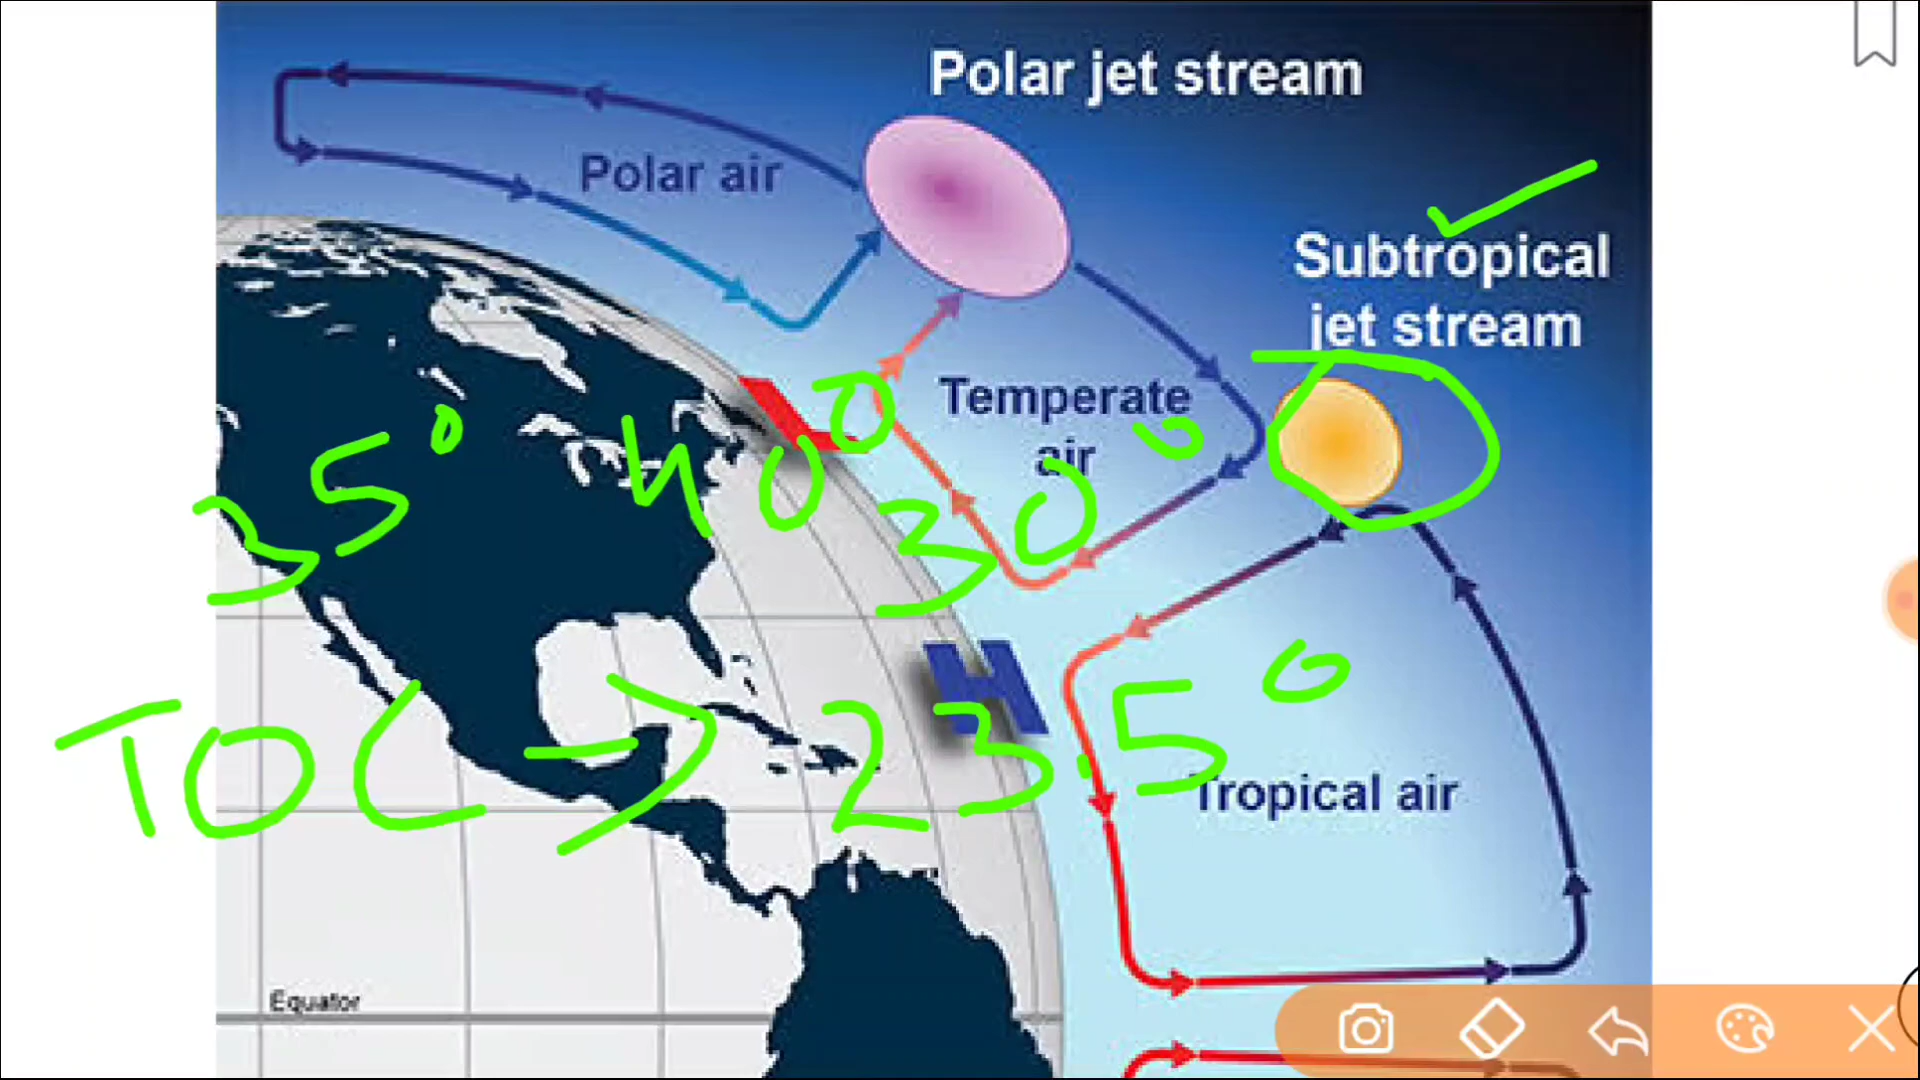 Polar jet stream
Polar air
Subtropical
jet stream
Temperate
air
35° 40° 30°
L
H
TOC → 23.5°
Tropical air
Equator